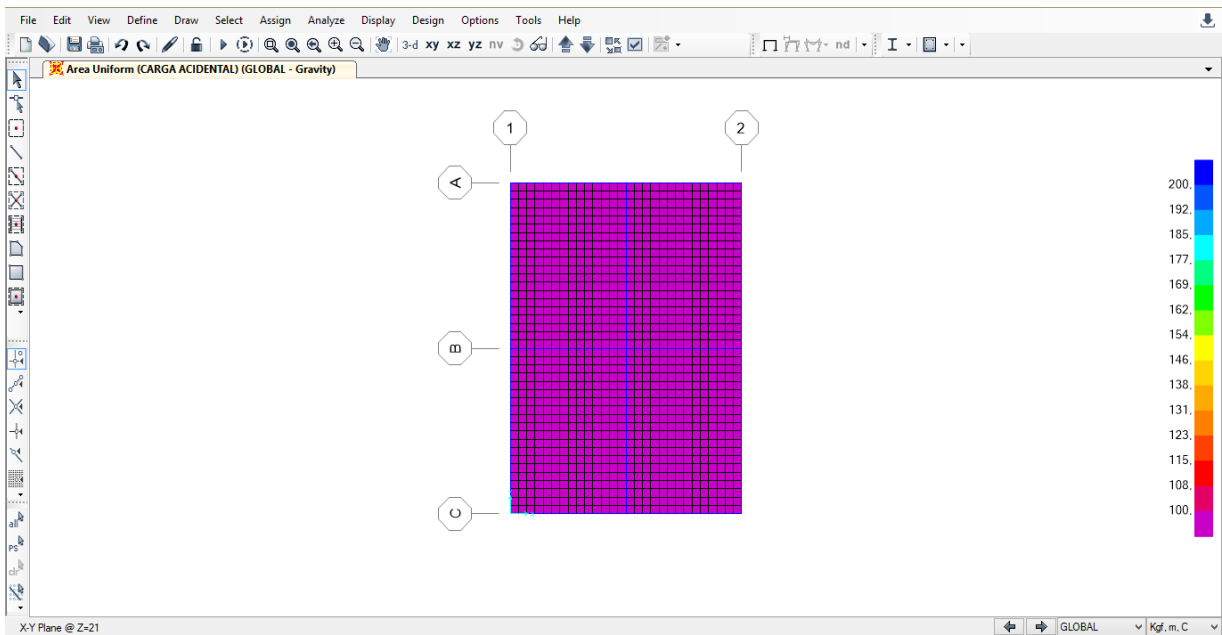 File Edit View Define Draw Select Assign Analyze Display Design Options Tools Help
3-d xy xz yz nv nd
Area Uniform (CARGA ACIDENTAL) (GLOBAL - Gravity)
1 2
A
B
C
200.
192.
185.
177.
169.
162.
154.
146.
138.
131.
123.
115.
108.
100.
all
PS
clr
X-Y Plane @ Z=21 GLOBAL Kgf, m, C